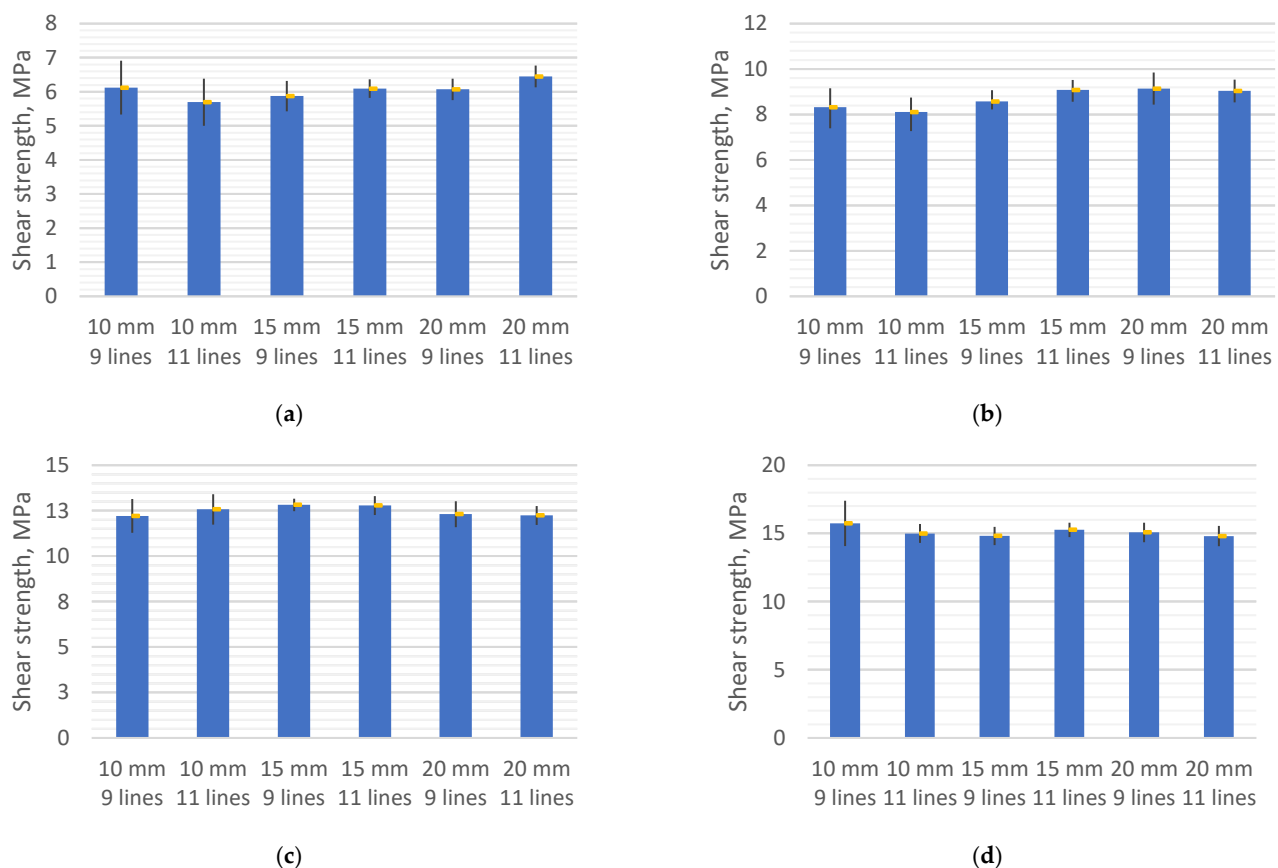 Shear strength, MPa
8
7
6
5
4
3
2
1
0
10 mm 10 mm 15 mm 15 mm 20 mm 20 mm
9 lines 11 lines 9 lines 11 lines 9 lines 11 lines
(a)
Shear strength, MPa
12
10
8
6
4
2
0
10 mm 10 mm 15 mm 15 mm 20 mm 20 mm
9 lines 11 lines 9 lines 11 lines 9 lines 11 lines
(b)
Shear strength, MPa
15
13
10
8
5
3
0
10 mm 10 mm 15 mm 15 mm 20 mm 20 mm
9 lines 11 lines 9 lines 11 lines 9 lines 11 lines
(c)
Shear strength, MPa
20
15
10
5
0
10 mm 10 mm 15 mm 15 mm 20 mm 20 mm
9 lines 11 lines 9 lines 11 lines 9 lines 11 lines
(d)